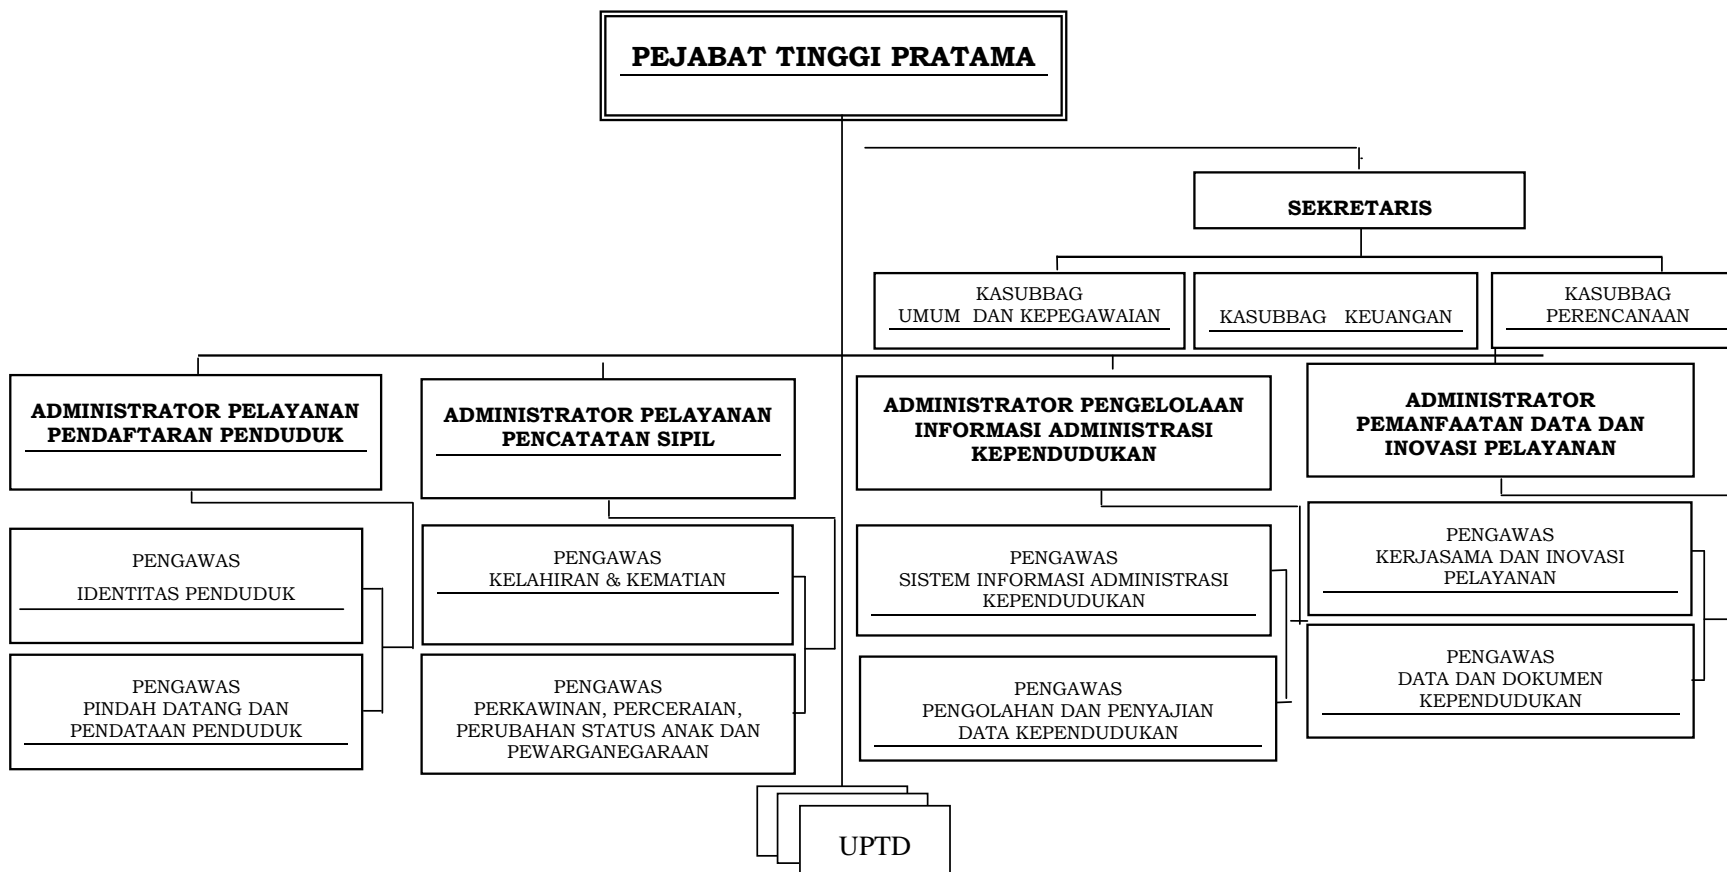 PEJABAT TINGGI PRATAMA
SEKRETARIS
KASUBBAG
UMUM DAN KEPEGAWAIAN
KASUBBAG KEUANGAN
KASUBBAG
PERENCANAAN
ADMINISTRATOR PELAYANAN
PENDAFTARAN PENDUDUK
ADMINISTRATOR PELAYANAN
PENCATATAN SIPIL
ADMINISTRATOR PENGELOLAAN
INFORMASI ADMINISTRASI
KEPENDUDUKAN
ADMINISTRATOR
PEMANFAATAN DATA DAN
INOVASI PELAYANAN
PENGAWAS
IDENTITAS PENDUDUK
PENGAWAS
KELAHIRAN & KEMATIAN
PENGAWAS
SISTEM INFORMASI ADMINISTRASI
KEPENDUDUKAN
PENGAWAS
KERJASAMA DAN INOVASI
PELAYANAN
PENGAWAS
PINDAH DATANG DAN
PENDATAAN PENDUDUK
PENGAWAS
PERKAWINAN, PERCERAIAN,
PERUBAHAN STATUS ANAK DAN
PEWARGANEGARAAN
PENGAWAS
PENGOLAHAN DAN PENYAJIAN
DATA KEPENDUDUKAN
PENGAWAS
DATA DAN DOKUMEN
KEPENDUDUKAN
UPTD